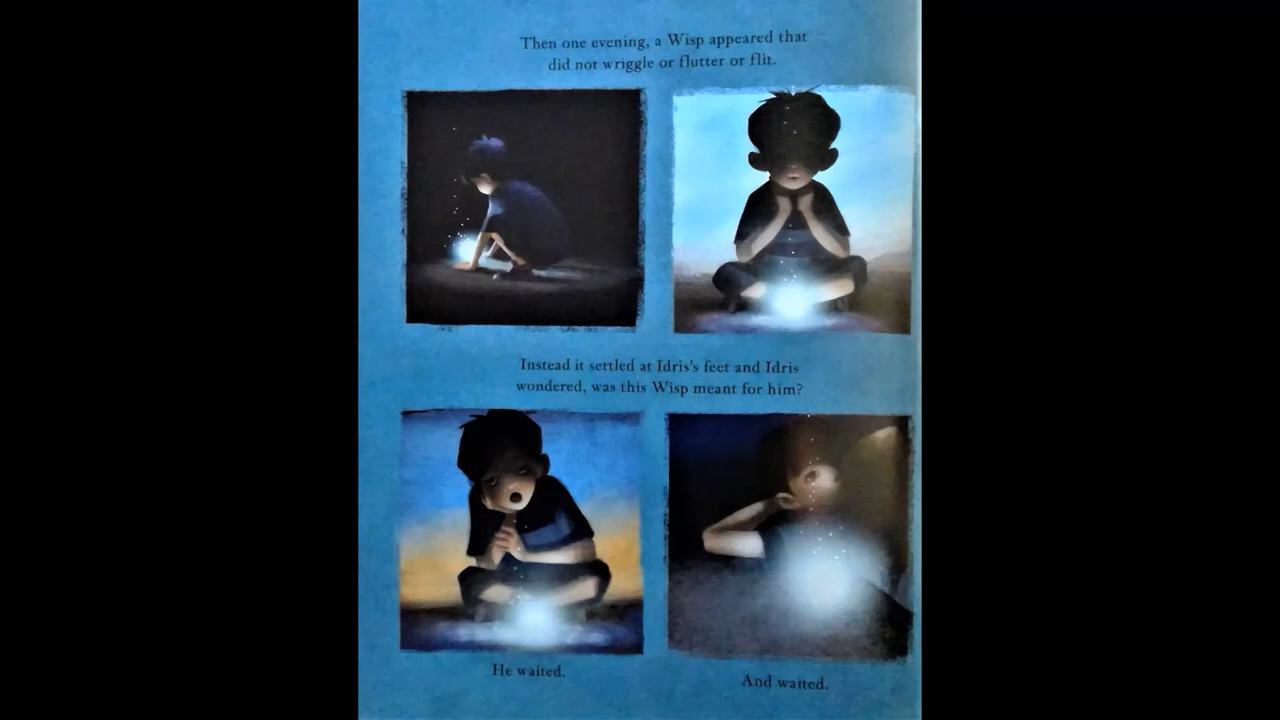 Then one evening, a Wisp appeared that
did not wriggle or flutter or flit.
Instead it settled at Idris's feet and Idris
wondered, was this Wisp meant for him?
He waited.
And waited.